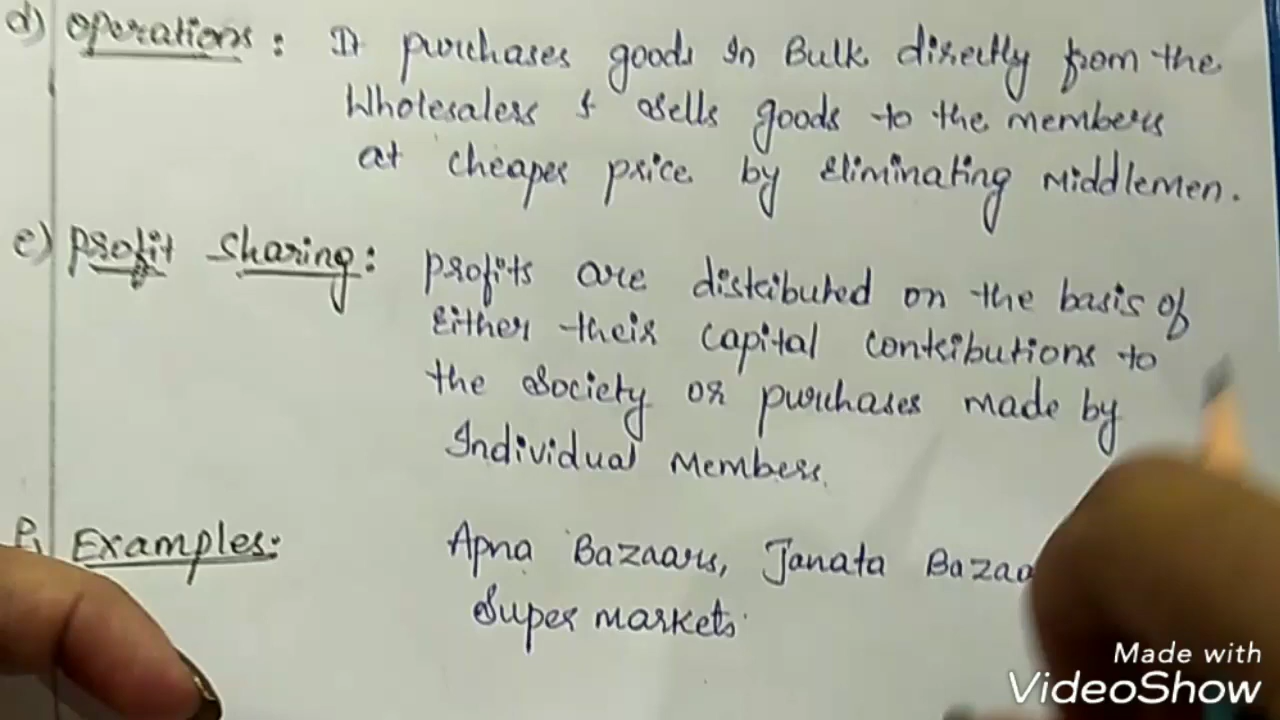 d) Operations : It purchases goods In Bulk directly from the
Wholesalers & sells goods to the members
at cheaper price by Eliminating Middlemen.
e) Profit Sharing : Profits are distributed on the basis of
Either their Capital Contributions to
the Society or purchases made by
Individual Members.
Examples: Apna Bazaars, Janata
Super markets.
Made with
VideoShow